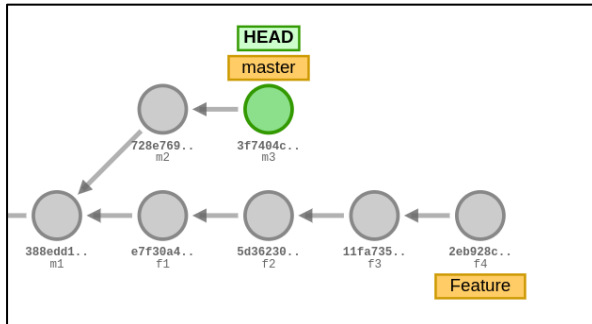 HEAD
master
728e769..
m2
3f7404c..
m3
388edd1..
m1
e7f30a4..
f1
5d36230..
f2
11fa735..
f3
2eb928c..
f4
Feature